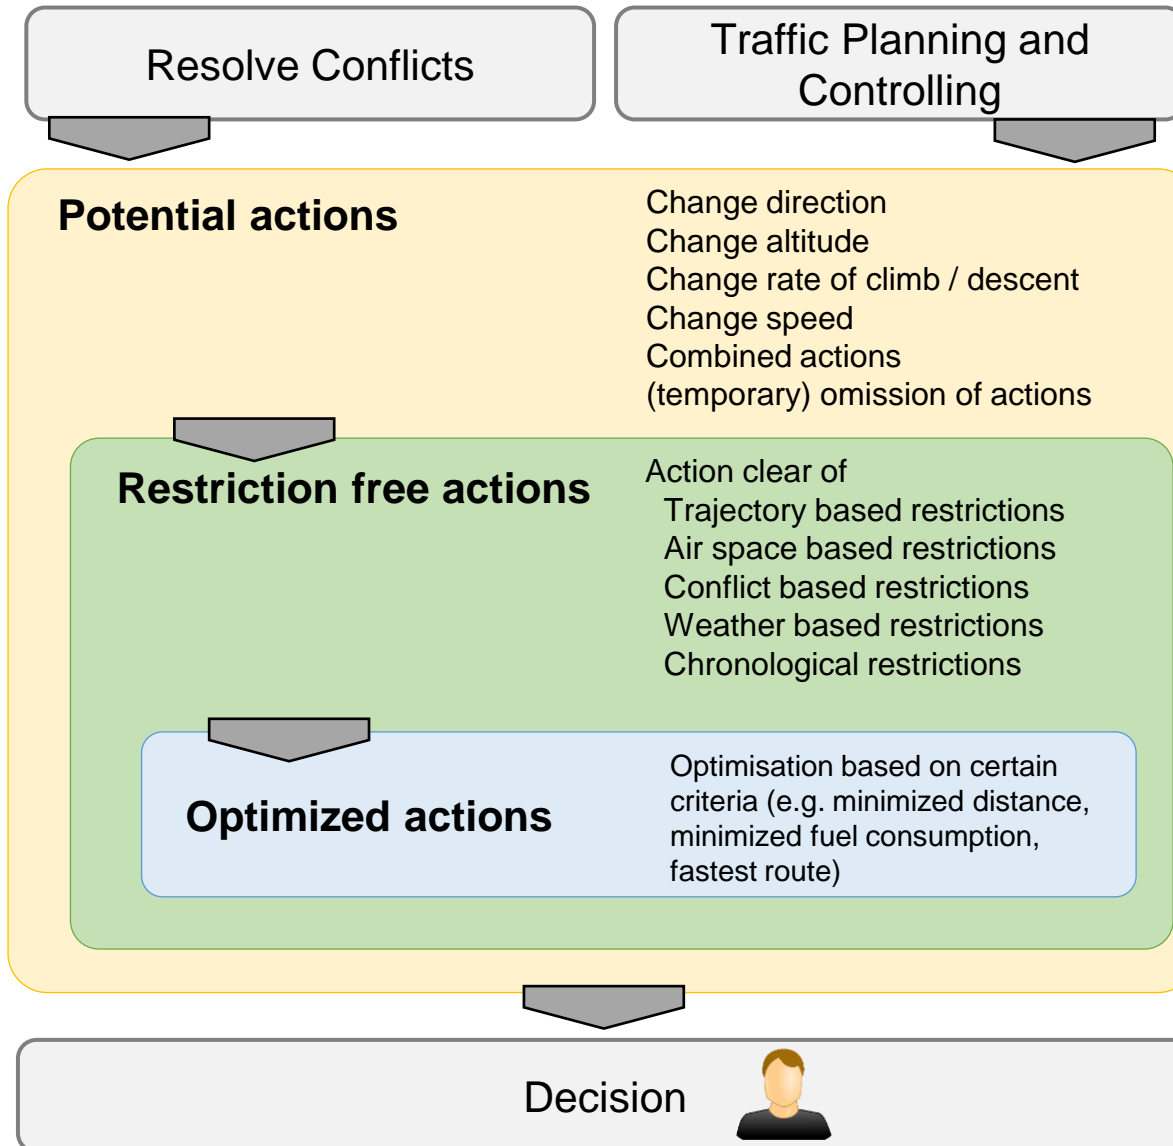 Resolve Conflicts
Traffic Planning and
Controlling
Potential actions
Change direction
Change altitude
Change rate of climb / descent
Change speed
Combined actions
(temporary) omission of actions
Restriction free actions
Action clear of
Trajectory based restrictions
Air space based restrictions
Conflict based restrictions
Weather based restrictions
Chronological restrictions
Optimized actions
Optimisation based on certain
criteria (e.g. minimized distance,
minimized fuel consumption,
fastest route)
Decision